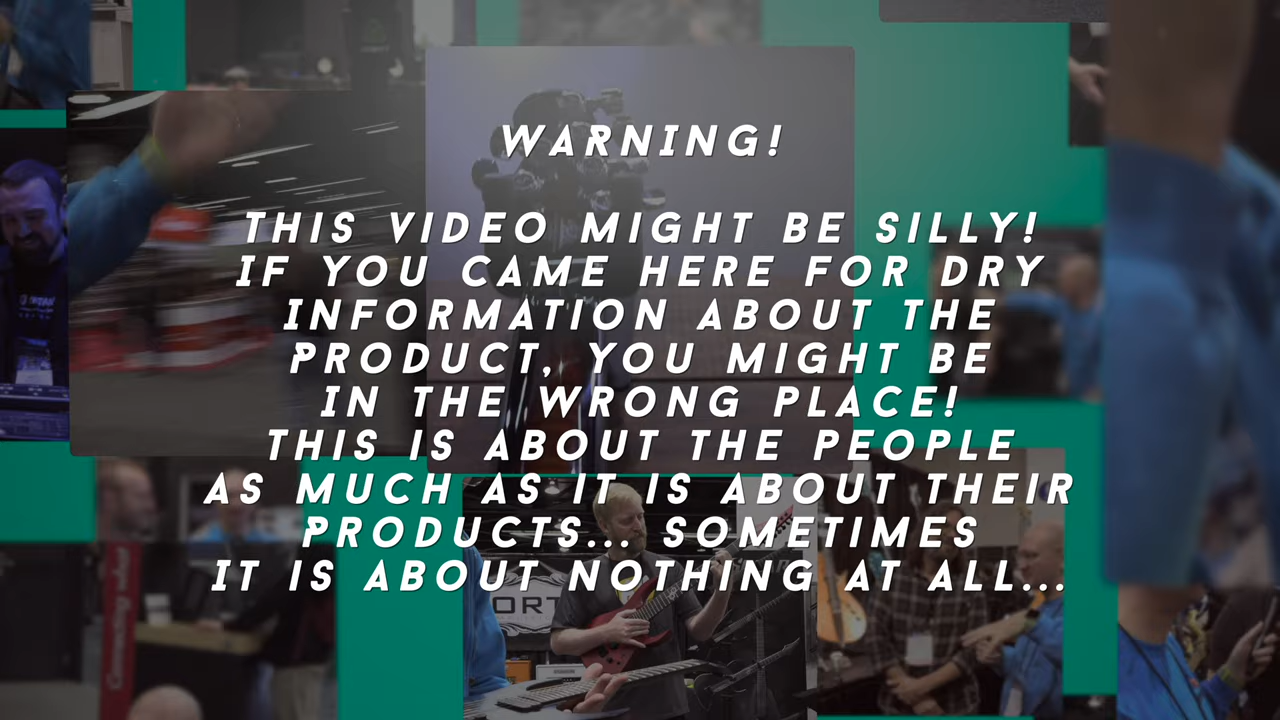 WARNING!
THIS VIDEO MIGHT BE SILLY!
IF YOU CAME HERE FOR DRY
INFORMATION ABOUT THE
PRODUCT, YOU MIGHT BE
IN THE WRONG PLACE!
THIS IS ABOUT THE PEOPLE
AS MUCH AS IT IS ABOUT THEIR
PRODUCTS... SOMETIMES
IT IS ABOUT NOTHING AT ALL...
ORT